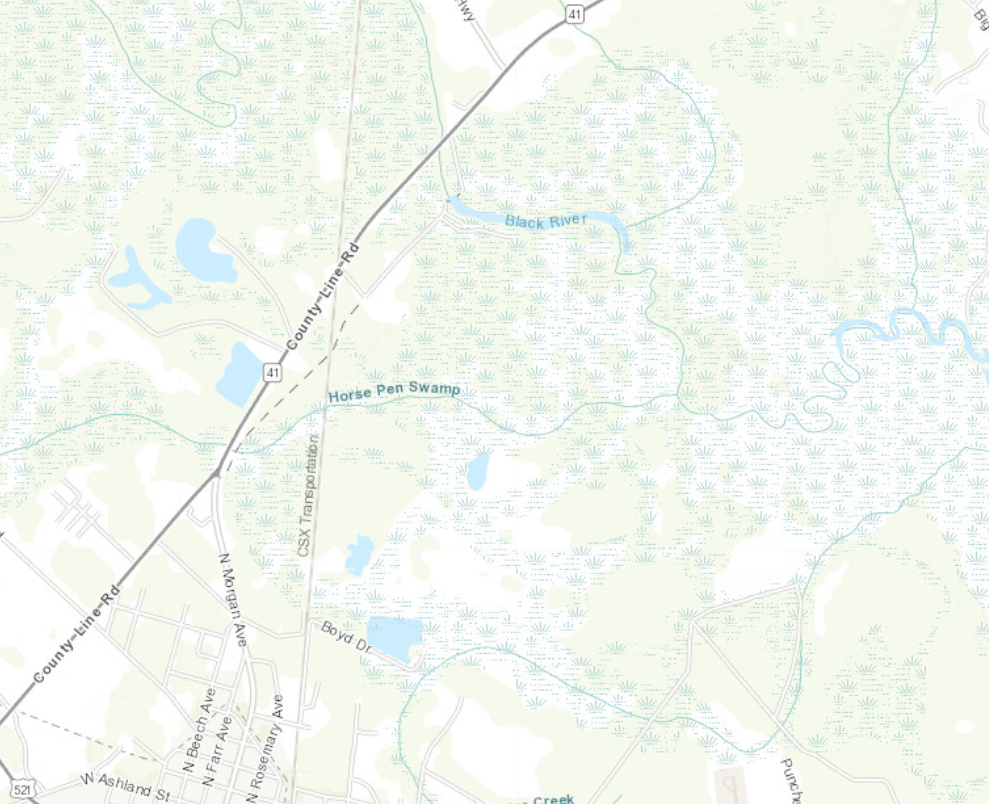 41
Black River
County-Line-Rd
41
Horse Pen Swamp
CSX Transportation
N Morgan Ave
County-Line-Rd
Boyd Dr
N Beech Ave
N Farr Ave
N Rosemary Ave
W Ashland St
521
Creek